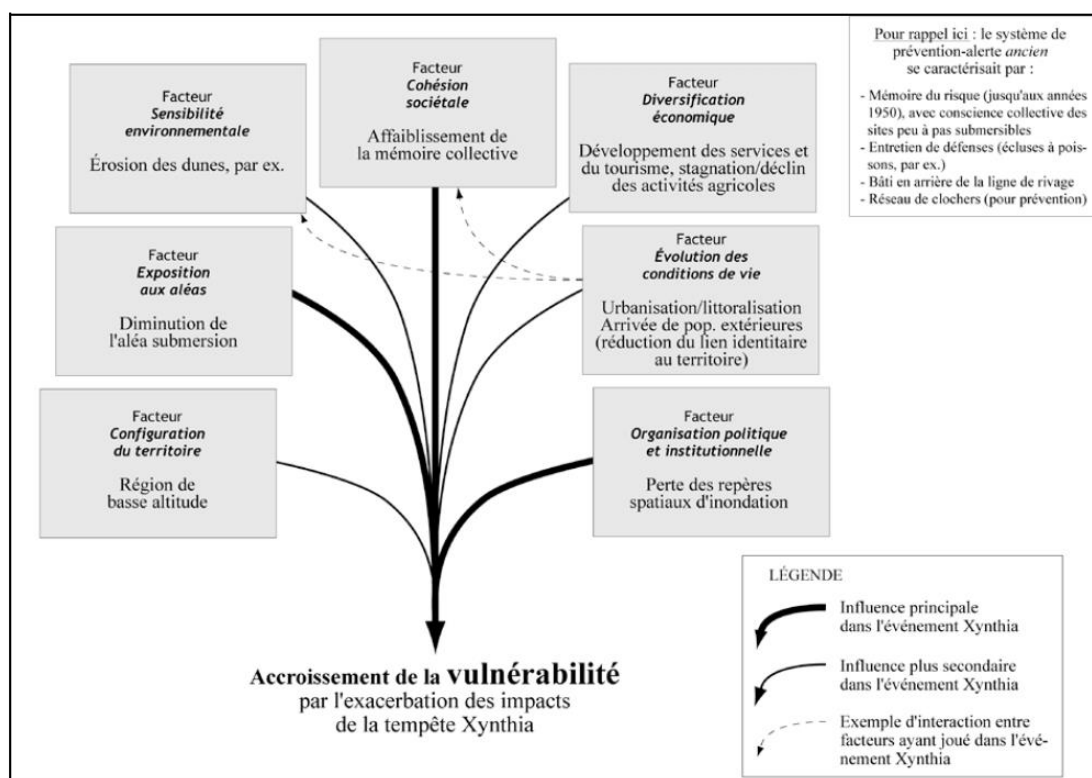 Facteur
Sensibilité
environnementale
Érosion des dunes, par ex.
Facteur
Cohésion
sociétale
Affaiblissement de
la mémoire collective
Facteur
Diversification
économique
Développement des services et
du tourisme, stagnation/déclin
des activités agricoles
Pour rappel ici : le système de
prévention-alerte ancien
se caractérisait par :
- Mémoire du risque (jusqu'aux années
1950), avec conscience collective des
sites peu à pas submersibles
- Entretien de défenses (écluses à pois-
sons, par ex.)
- Bâti en arrière de la ligne de rivage
- Réseau de clochers (pour prévention)
Facteur
Exposition
aux aléas
Diminution de
l'aléa submersion
Facteur
Évolution des
conditions de vie
Urbanisation/littoralisation
Arrivée de pop. extérieures
(réduction du lien identitaire
au territoire)
Facteur
Configuration
du territoire
Région de
basse altitude
Facteur
Organisation politique
et institutionnelle
Perte des repères
spatiaux d'inondation
Accroissement de la vulnérabilité
par l'exacerbation des impacts
de la tempête Xynthia
LÉGENDE
Influence principale
dans l'événement Xynthia
Influence plus secondaire
dans l'événement Xynthia
Exemple d'interaction entre
facteurs ayant joué dans l'évé-
nement Xynthia